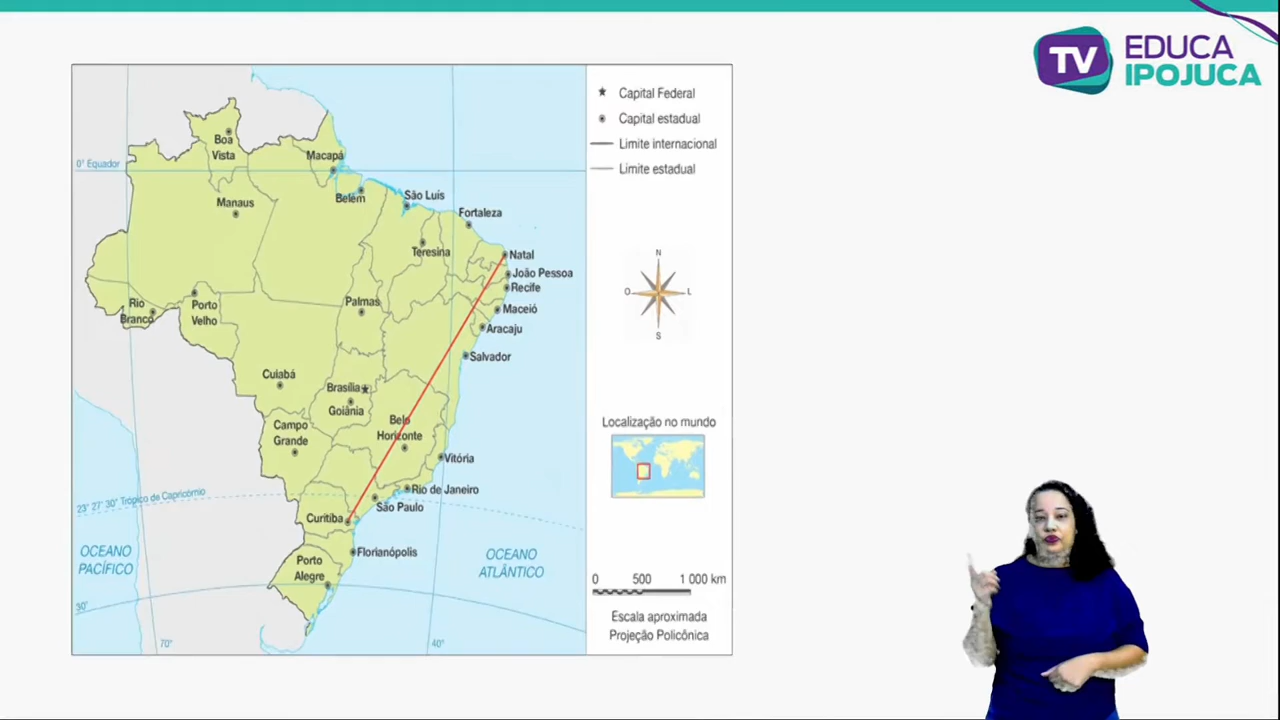 TV
EDUCA
IPOJUCA
Capital Federal
Capital estadual
Limite internacional
Limite estadual
Boa
Vista
Macapá
0° Equador
Belém
São Luís
Manaus
Fortaleza
Teresina
Natal
João Pessoa
Recife
Rio
Branco
Porto
Velho
Palmas
Maceió
Aracaju
Salvador
Cuiabá
Brasília
Goiânia
Campo
Grande
Belo
Horizonte
Vitória
Rio de Janeiro
23° 27' 30" Trópico de Capricórnio
São Paulo
Curitiba
Florianópolis
Porto
Alegre
OCEANO
PACÍFICO
OCEANO
ATLÂNTICO
30°
70°
40°
N
O
L
S
Localização no mundo
0 500 1 000 km
Escala aproximada
Projeção Policônica